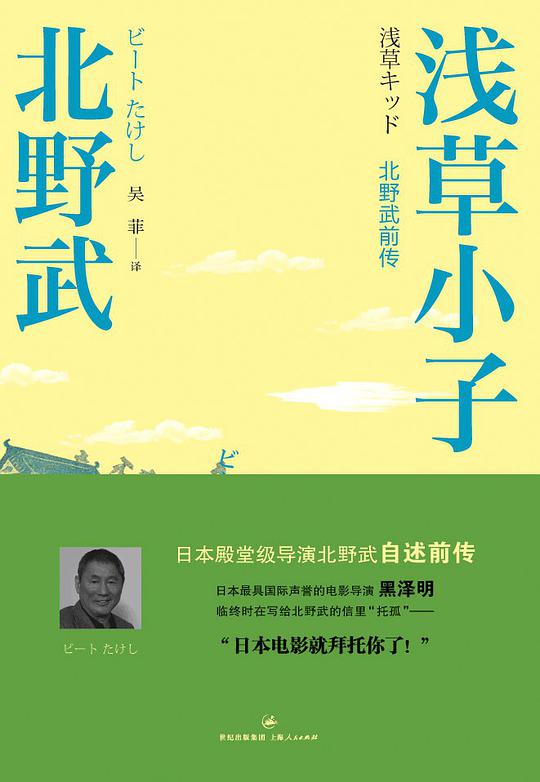 浅草小子
浅草キッド
北野武前传
ビート たけし
北野武
吴 菲——译
ビ
日本殿堂级导演北野武自述前传
日本最具国际声誉的电影导演 黑泽明
临终时在写给北野武的信里“托孤”——
“日本电影就拜托你了!”
ビート たけし
世纪出版集团 上海人民出版社